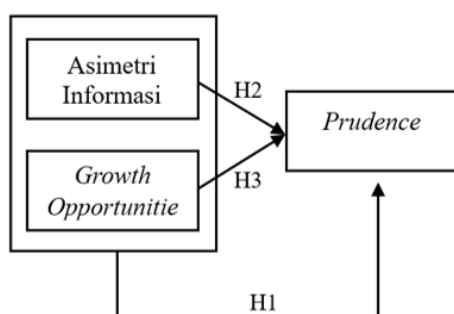 Asimetri
Informasi
H2
Prudence
Growth
Opportunitie
H3
H1